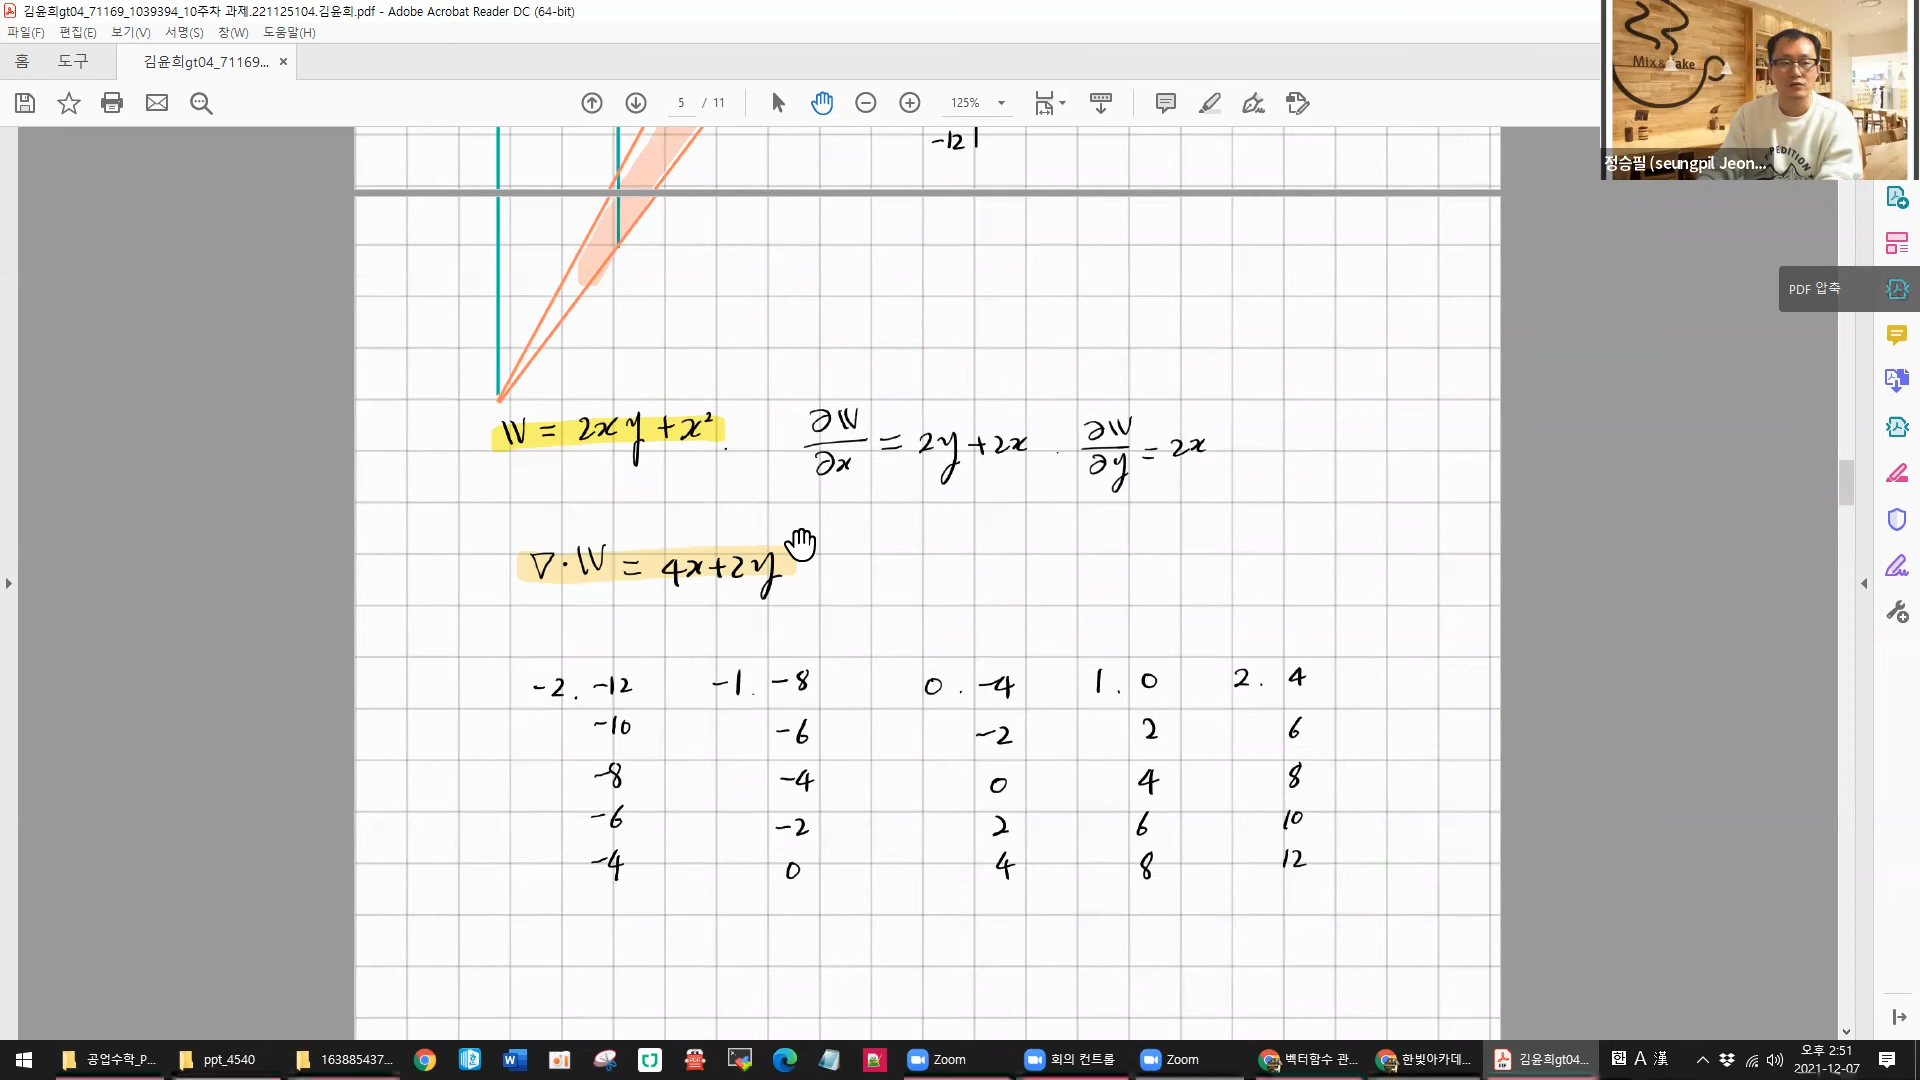 김윤희gt04_71169_1039394_10주차 과제.221125104.김윤희.pdf - Adobe Acrobat Reader DC (64-bit)
파일(F) 편집(E) 보기(V) 서명(S) 창(W) 도움말(H)
홈 도구 김윤희gt04_71169... ×
5 / 11 125%
Mix&
정승필 (seungpil Jeon...
-12
PDF 압축
W = 2xy + x² . ∂W/∂x = 2y + 2x . ∂W/∂y = 2x
∇·W = 4x+2y
-2. -12 -1. -8 0. -4 1. 0 2. 4
-10 -6 -2 2 6
-8 -4 0 4 8
-6 -2 2 6 10
-4 0 4 8 12
공업수학_P... ppt_4540 163885437... Zoom 회의 컨트롤 Zoom 벡터함수 관... 한빛아카데... 김윤희gt04... 한 A 漢 오후 2:51
2021-12-07